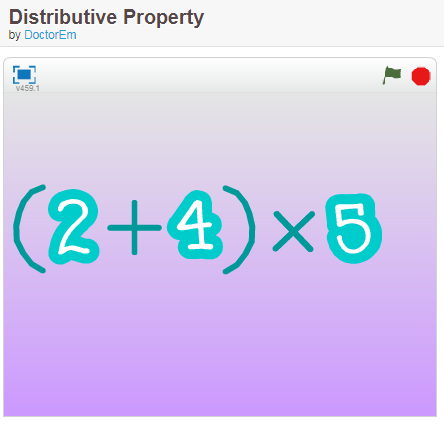 Distributive Property
by DoctorEm
v459.1
(2+4)×5